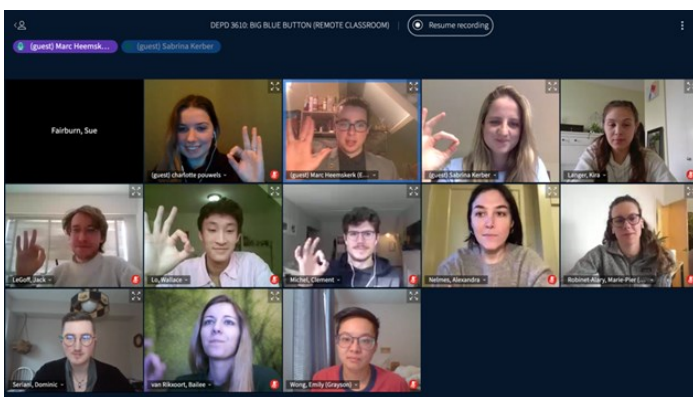 DEPD 3610: BIG BLUE BUTTON (REMOTE CLASSROOM)
Resume recording
(guest) Marc Heemsk...
(guest) Sabrina Kerber
Fairburn, Sue
(guest) charlotte pouwels
(guest) Marc Heemskerk (E...
(guest) Sabrina Kerber
Langer, Kira
LeGoff, Jack
Lo, Wallace
Michel, Clement
Nelmes, Alexandra
Robinet Alary, Marie-Pier (...
Seriani, Dominic
van Rikxoort, Bailee
Wong, Emily (Grayson)